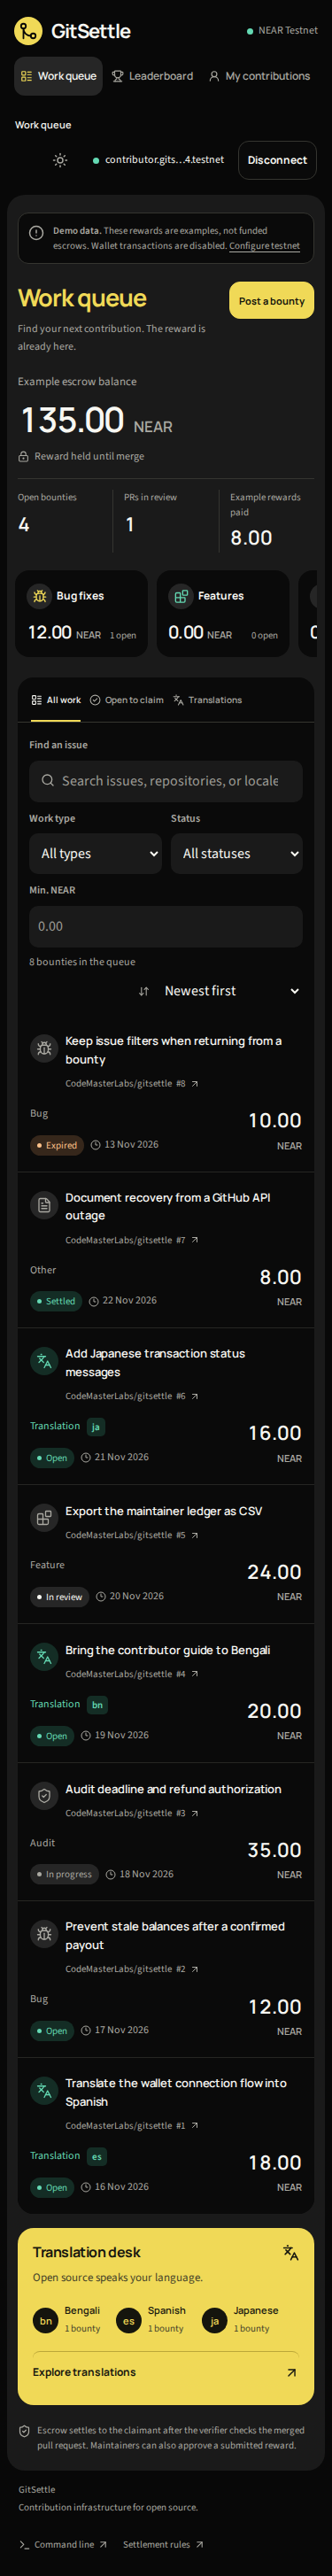 GitSettle
NEAR Testnet
Work queue
Leaderboard
My contributions
Work queue
contributor.gits...4.testnet
Disconnect
Demo data. These rewards are examples, not funded
escrows. Wallet transactions are disabled. Configure testnet
Work queue
Post a bounty
Find your next contribution. The reward is
already here.
Example escrow balance
135.00 NEAR
Reward held until merge
Open bounties
4
PRs in review
1
Example rewards
paid
8.00
Bug fixes
12.00 NEAR 1 open
Features
0.00 NEAR 0 open
All work
Open to claim
Translations
Find an issue
Search issues, repositories, or locale
Work type
Status
All types
All statuses
Min. NEAR
0.00
8 bounties in the queue
Newest first
Keep issue filters when returning from a
bounty
CodeMasterLabs/gitsettle #8
Bug
10.00
Expired 13 Nov 2026
NEAR
Document recovery from a GitHub API
outage
CodeMasterLabs/gitsettle #7
Other
8.00
Settled 22 Nov 2026
NEAR
Add Japanese transaction status
messages
CodeMasterLabs/gitsettle #6
Translation ja
16.00
Open 21 Nov 2026
NEAR
Export the maintainer ledger as CSV
CodeMasterLabs/gitsettle #5
Feature
24.00
In review 20 Nov 2026
NEAR
Bring the contributor guide to Bengali
CodeMasterLabs/gitsettle #4
Translation bn
20.00
Open 19 Nov 2026
NEAR
Audit deadline and refund authorization
CodeMasterLabs/gitsettle #3
Audit
35.00
In progress 18 Nov 2026
NEAR
Prevent stale balances after a confirmed
payout
CodeMasterLabs/gitsettle #2
Bug
12.00
Open 17 Nov 2026
NEAR
Translate the wallet connection flow into
Spanish
CodeMasterLabs/gitsettle #1
Translation es
18.00
Open 16 Nov 2026
NEAR
Translation desk
Open source speaks your language.
bn Bengali
1 bounty
es Spanish
1 bounty
ja Japanese
1 bounty
Explore translations
Escrow settles to the claimant after the verifier checks the merged
pull request. Maintainers can also approve a submitted reward.
GitSettle
Contribution infrastructure for open source.
Command line
Settlement rules